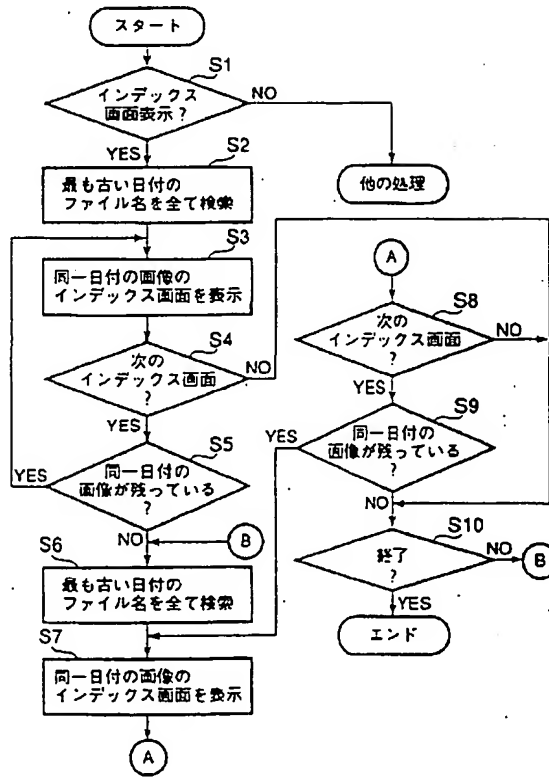 スタート
S1
インデックス
画面表示?
NO
YES
S2
最も古い日付の
ファイル名を全て検索
他の処理
S3
同一日付の画像の
インデックス画面を表示
S4
次の
インデックス画面
?
NO
YES
S5
同一日付の
画像が残っている
?
YES
NO
B
S6
最も古い日付の
ファイル名を全て検索
S7
同一日付の画像の
インデックス画面を表示
A
A
S8
次の
インデックス画面
?
NO
YES
S9
同一日付の
画像が残っている
?
YES
NO
S10
終了
?
NO
B
YES
エンド